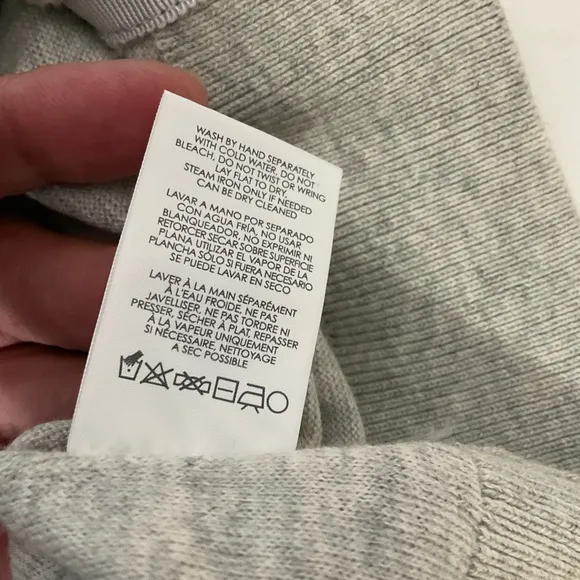 WASH BY HAND SEPARATELY
WITH COLD WATER, DO NOT
BLEACH, DO NOT TWIST OR WRING
LAY FLAT TO DRY,
STEAM IRON ONLY IF NEEDED
CAN BE DRY CLEANED
LAVAR A MANO POR SEPARADO
CON AGUA FRÍA, NO USAR
BLANQUEADOR, NO EXPRIMIR NI
RETORCER SECAR SOBRE SUPERFICIE
PLANA UTILIZAR EL VAPOR DE LA
PLANCHA SÓLO SI FUERA NECESARIO
SE PUEDE LAVAR EN SECO
LAVER À LA MAIN SÉPARÉMENT
À L'EAU FROIDE, NE PAS
JAVELLISER, NE PAS TORDRE NI
PRESSER, SÉCHER À PLAT, REPASSER
À LA VAPEUR UNIQUEMENT
SI NÉCESSAIRE, NETTOYAGE
A SEC POSSIBLE